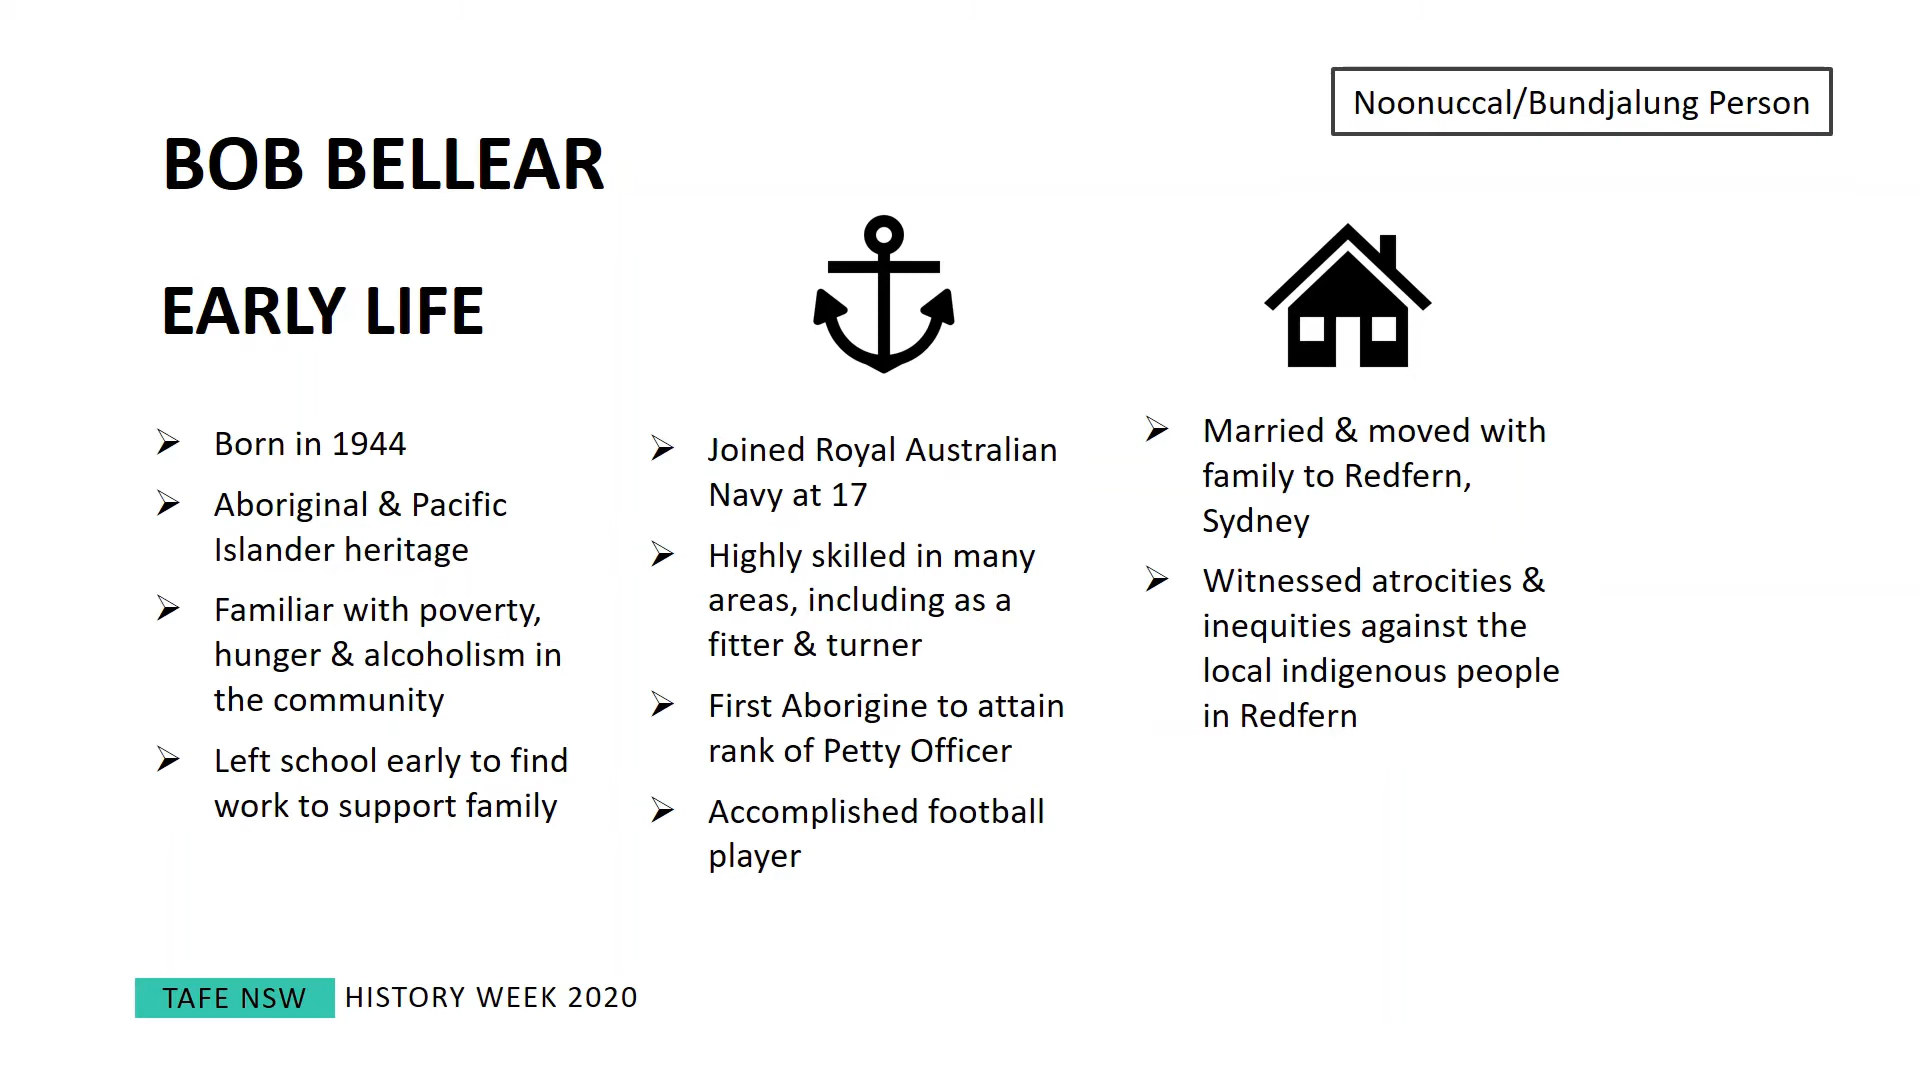 Noonuccal/Bundjalung Person
BOB BELLEAR
EARLY LIFE
Born in 1944
Aboriginal & Pacific
Islander heritage
Familiar with poverty,
hunger & alcoholism in
the community
Left school early to find
work to support family
Joined Royal Australian
Navy at 17
Highly skilled in many
areas, including as a
fitter & turner
First Aborigine to attain
rank of Petty Officer
Accomplished football
player
Married & moved with
family to Redfern,
Sydney
Witnessed atrocities &
inequities against the
local indigenous people
in Redfern
TAFE NSW HISTORY WEEK 2020